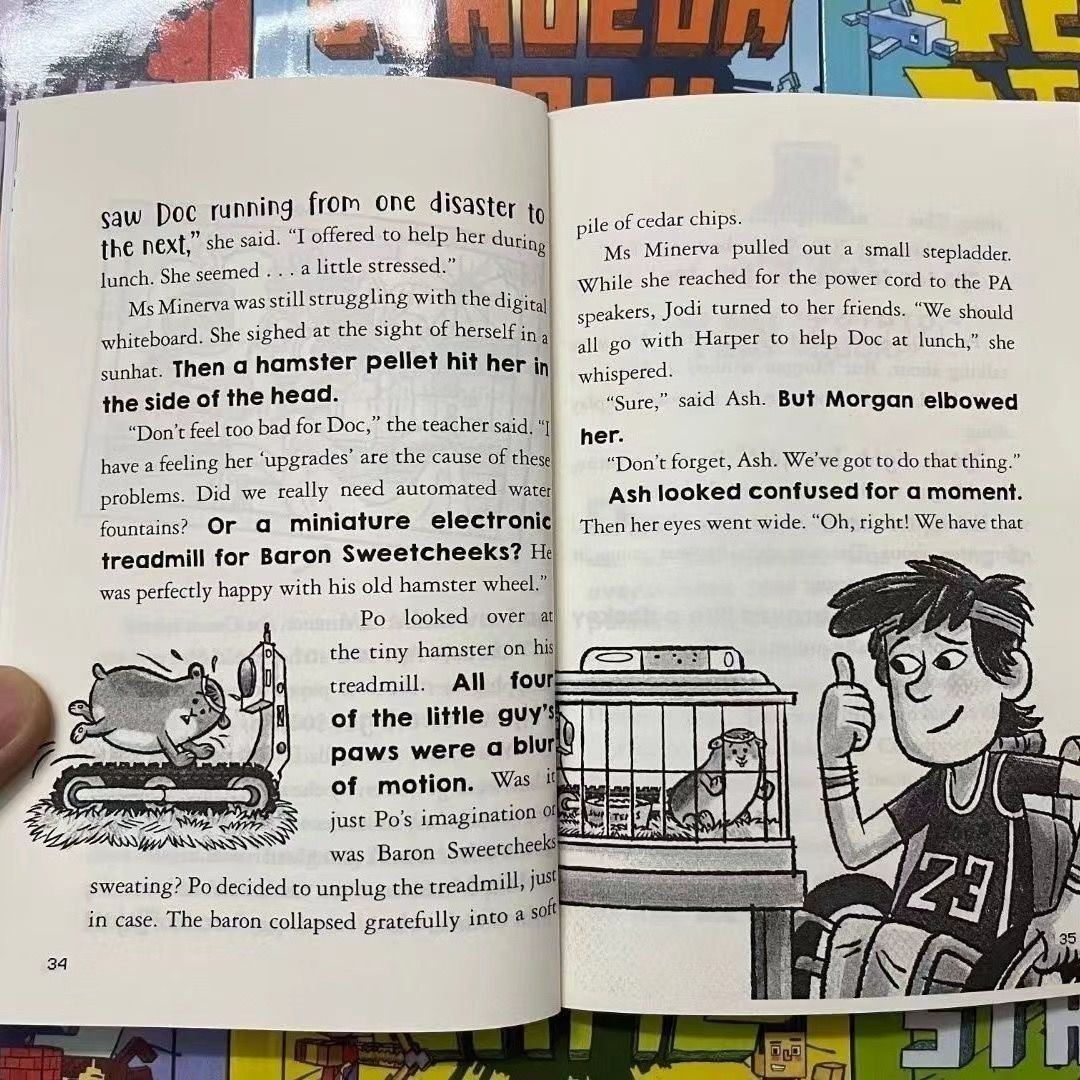 saw Doc running from one disaster to
the next,” she said. “I offered to help her during
lunch. She seemed . . . a little stressed.”
Ms Minerva was still struggling with the digital
whiteboard. She sighed at the sight of herself in a
sunhat. Then a hamster pellet hit her in
the side of the head.
“Don’t feel too bad for Doc,” the teacher said. “I
have a feeling her ‘upgrades’ are the cause of these
problems. Did we really need automated water
fountains? Or a miniature electronic
treadmill for Baron Sweetcheeks? He
was perfectly happy with his old hamster wheel.”
Po looked over at
the tiny hamster on his
treadmill. All four
of the little guy’s
paws were a blur
of motion. Was it
just Po’s imagination or
was Baron Sweetcheeks
sweating? Po decided to unplug the treadmill, just
in case. The baron collapsed gratefully into a soft
34
pile of cedar chips.
Ms Minerva pulled out a small stepladder.
While she reached for the power cord to the PA
speakers, Jodi turned to her friends. “We should
all go with Harper to help Doc at lunch,” she
whispered.
“Sure,” said Ash. But Morgan elbowed
her.
“Don’t forget, Ash. We’ve got to do that thing.”
Ash looked confused for a moment.
Then her eyes went wide. “Oh, right! We have that
23
35